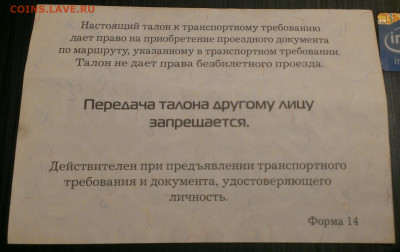 COINS.LAVE.RU
Настоящий талон к транспортному требованию
дает право на приобретение проездного документа
по маршруту, указанному в транспортном требовании.
Талон не дает права безбилетного проезда.
Передача талона другому лицу
запрещается.
Действителен при предъявлении транспортного
требования и документа, удостоверяющего
личность.
Форма 14
intel